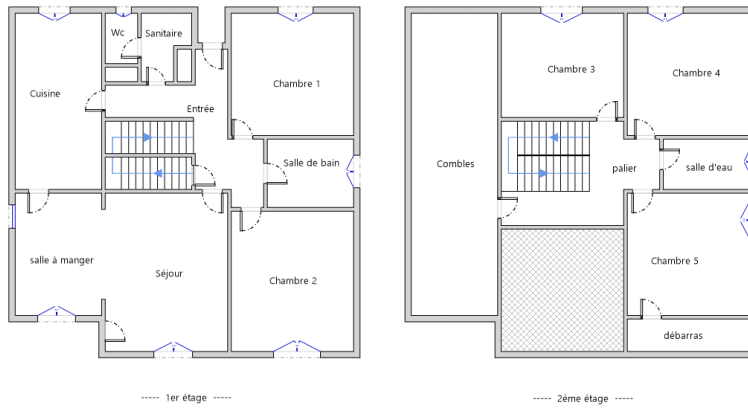 Wc
Sanitaire
Cuisine
Chambre 1
Entrée
Salle de bain
salle à manger
Séjour
Chambre 2
----- 1er étage -----
Chambre 3
Chambre 4
Combles
palier
salle d'eau
Chambre 5
débarras
----- 2éme étage -----